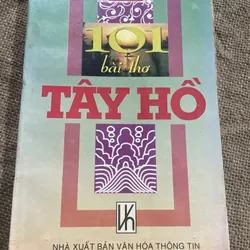 101
bài thơ
TÂY HỒ
NHÀ XUẤT BẢN VĂN HÓA THÔNG TIN